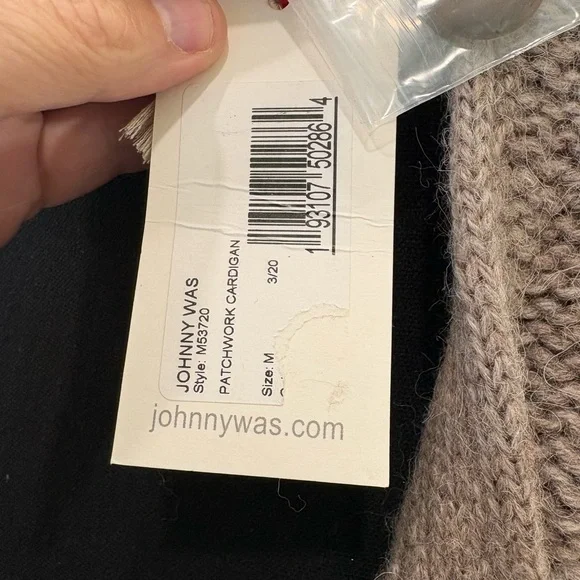 JOHNNY WAS
Style: M53720
PATCHWORK CARDIGAN
3/20
Size: M
1 93107 50286 4
johnnywas.com